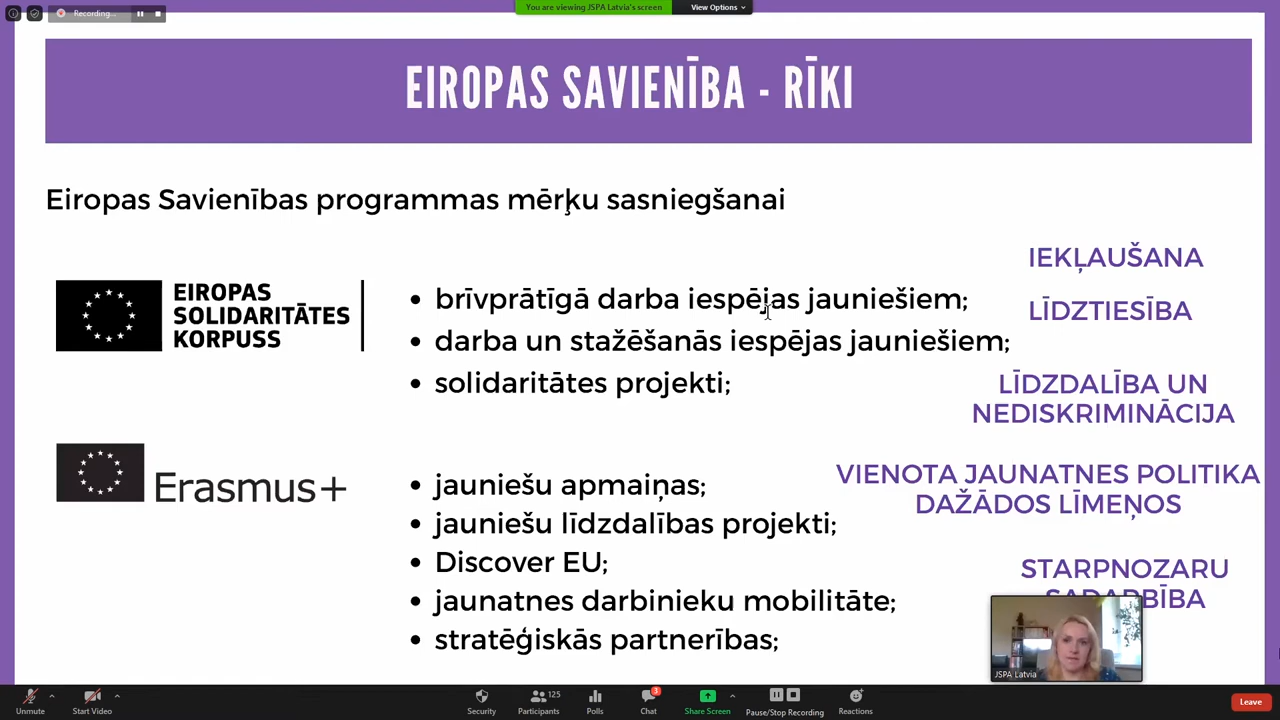 Recording...
You are viewing JSPA Latvia's screen
View Options
EIROPAS SAVIENĪBA - RĪKI
Eiropas Savienības programmas mērķu sasniegšanai
EIROPAS
SOLIDARITĀTES
KORPUSS
brīvprātīgā darba iespējas jauniešiem;
darba un stažēšanās iespējas jauniešiem;
solidaritātes projekti;
Erasmus+
jauniešu apmaiņas;
jauniešu līdzdalības projekti;
Discover EU;
jaunatnes darbinieku mobilitāte;
stratēģiskās partnerības;
IEKĻAUŠANA
LĪDZTIESĪBA
LĪDZDALĪBA UN
NEDISKRIMINĀCIJA
VIENOTA JAUNATNES POLITIKA
DAŽĀDOS LĪMEŅOS
STARPNOZARU
SADARBĪBA
JSPA Latvia
Unmute
Start Video
Security
Participants 125
Polls
Chat 3
Share Screen
Pause/Stop Recording
Reactions
Leave